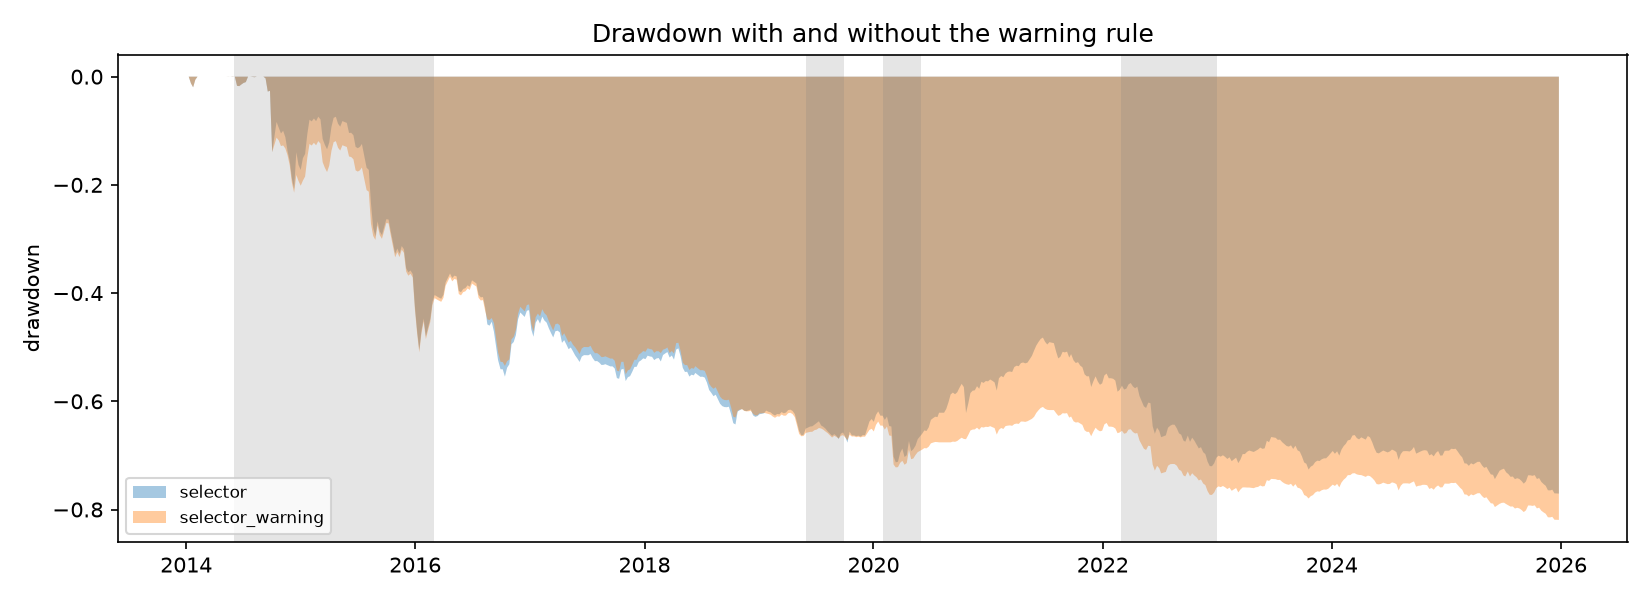 Drawdown with and without the warning rule
drawdown
0.0
−0.2
−0.4
−0.6
−0.8
selector
selector_warning
2014 2016 2018 2020 2022 2024 2026